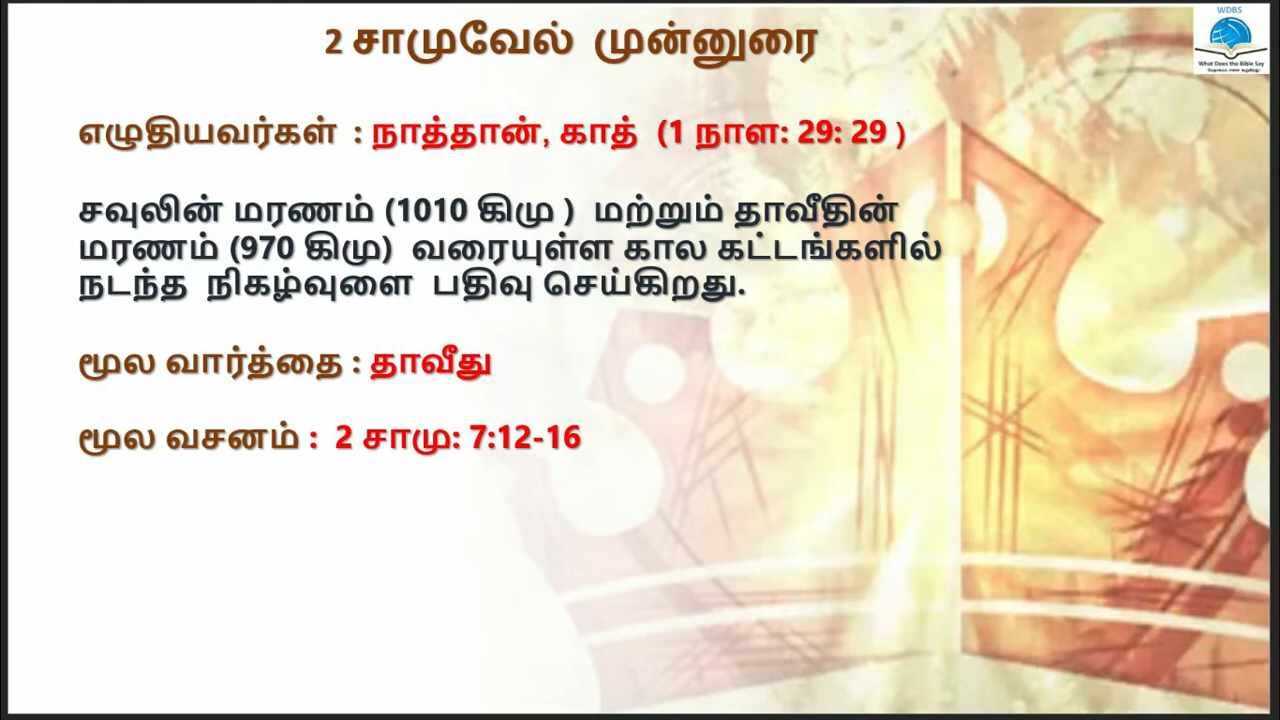 2 சாமுவேல் முன்னுரை
WDBS
What Does the Bible Say
எழுதியவர்கள் : நாத்தான், காத் (1 நாள: 29: 29 )
சவுலின் மரணம் (1010 கிமு ) மற்றும் தாவீதின்
மரணம் (970 கிமு) வரையுள்ள கால கட்டங்களில்
நடந்த நிகழ்வுளை பதிவு செய்கிறது.
மூல வார்த்தை : தாவீது
மூல வசனம் : 2 சாமு: 7:12-16